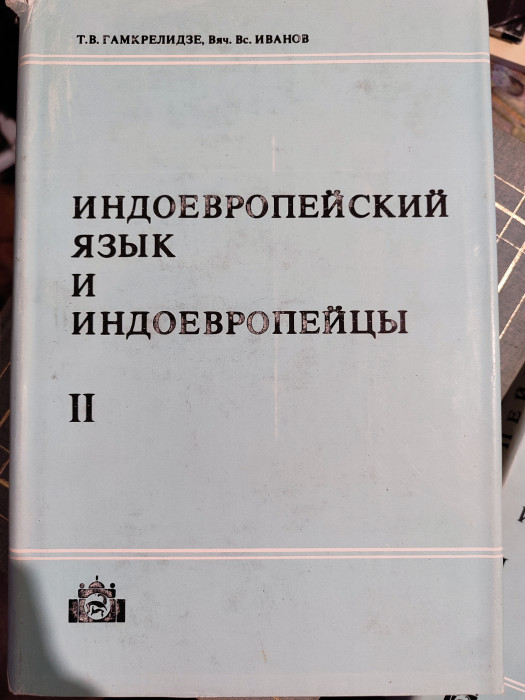 Т.В. ГАМКРЕЛИДЗЕ, Вяч. Вс. ИВАНОВ
ИНДОЕВРОПЕЙСКИЙ
ЯЗЫК
И
ИНДОЕВРОПЕЙЦЫ
II